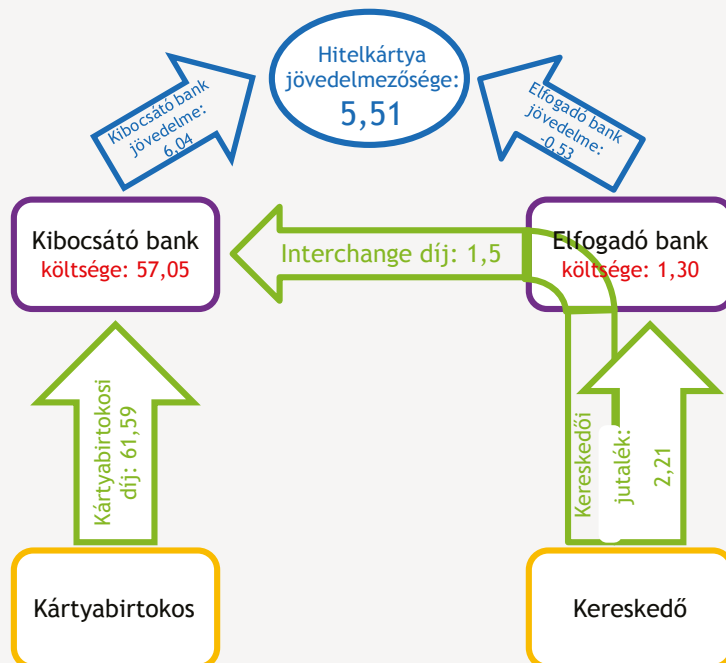 Hitelkártya
jövedelmezősége:
5,51
Kibocsátó bank
jövedelme:
6,04
Elfogadó bank
jövedelme:
-0,53
Kibocsátó bank
költsége: 57,05
Interchange díj: 1,5
Elfogadó bank
költsége: 1,30
Kártyabirtokosi
díj: 61,59
Kereskedői
jutalék:
2,21
Kártyabirtokos
Kereskedő